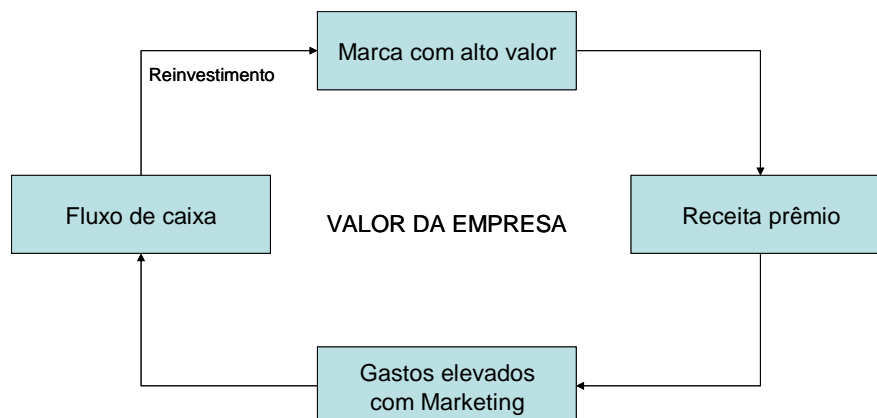 Marca com alto valor
Reinvestimento
Fluxo de caixa
VALOR DA EMPRESA
Receita prêmio
Gastos elevados
com Marketing